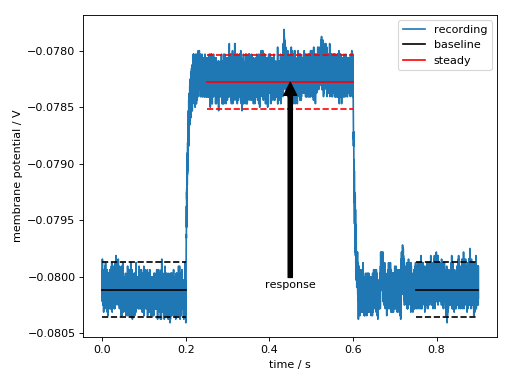 recording
baseline
steady
−0.0780
−0.0785
−0.0790
−0.0795
−0.0800
−0.0805
membrane potential / V
response
0.0 0.2 0.4 0.6 0.8
time / s